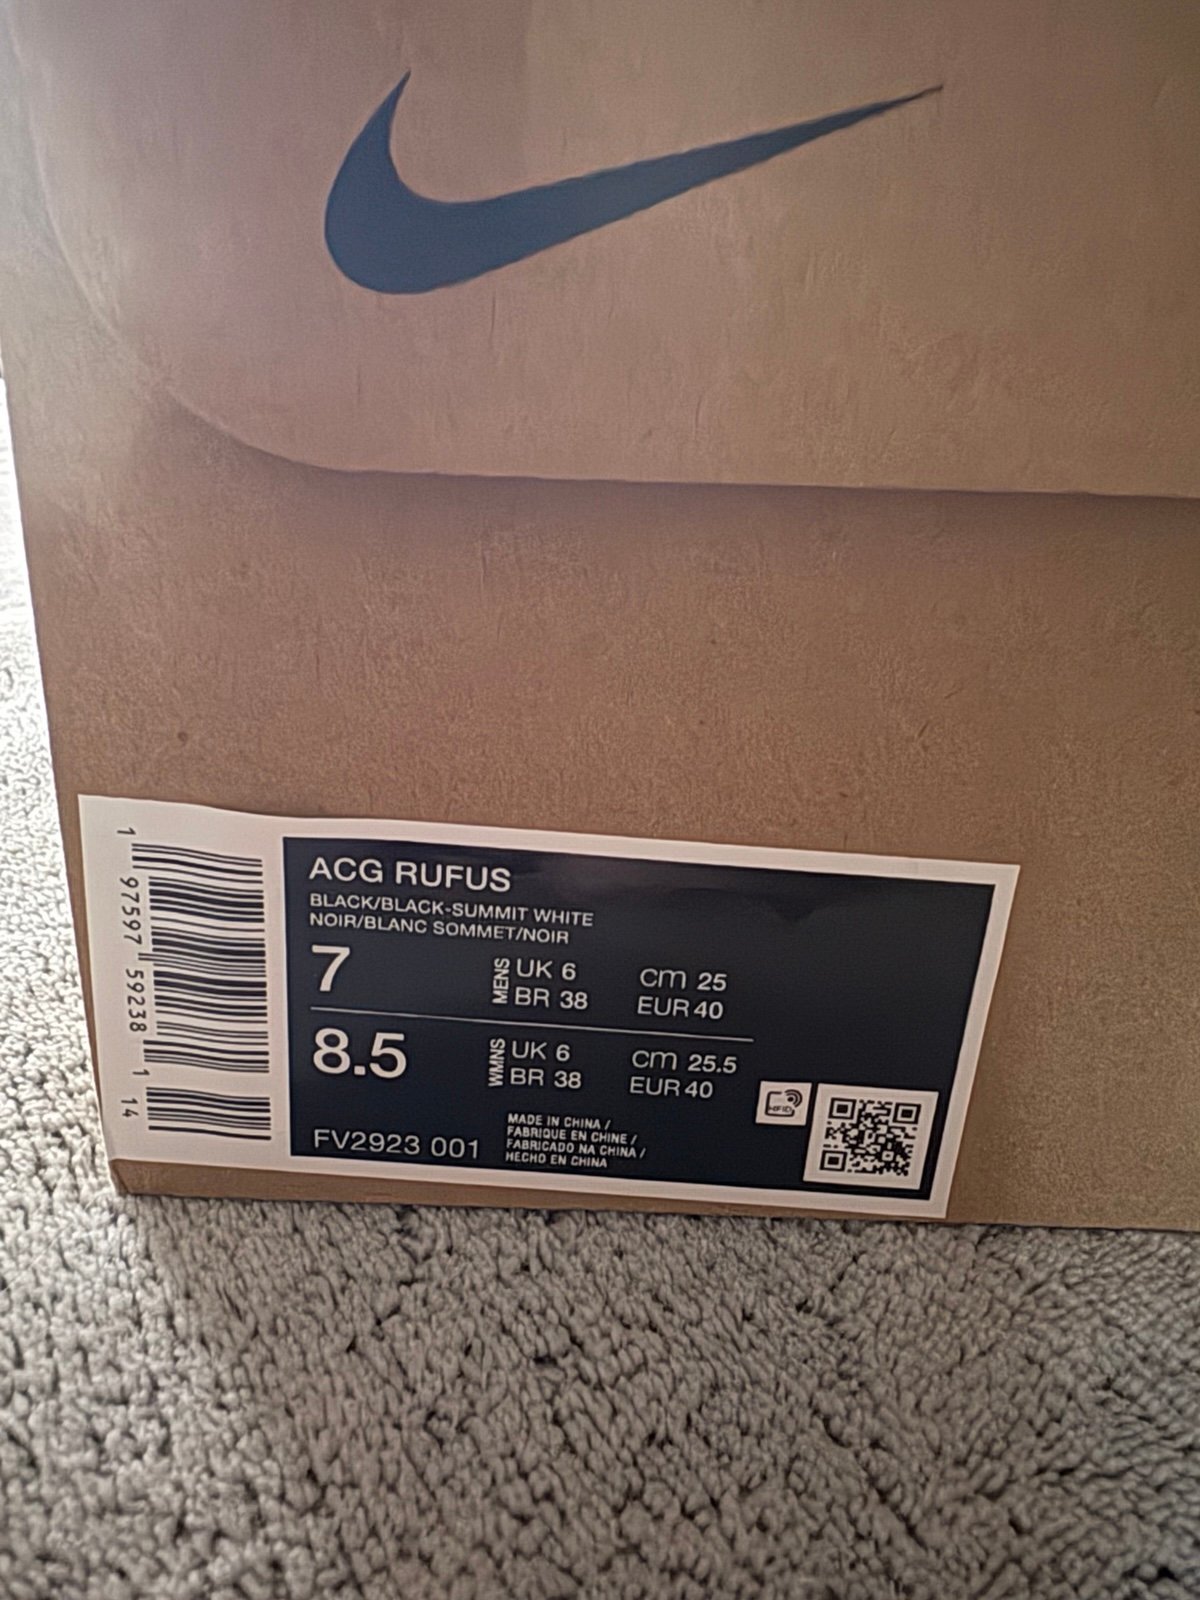 ACG RUFUS
BLACK/BLACK-SUMMIT WHITE
NOIR/BLANC SOMMET/NOIR
7
MENS
UK 6
cm 25
BR 38
EUR 40
8.5
WMNS
UK 6
cm 25.5
BR 38
EUR 40
FV2923 001
MADE IN CHINA /
FABRIQUE EN CHINE /
FABRICADO NA CHINA /
HECHO EN CHINA
RFID
1 97597 59238 1 14